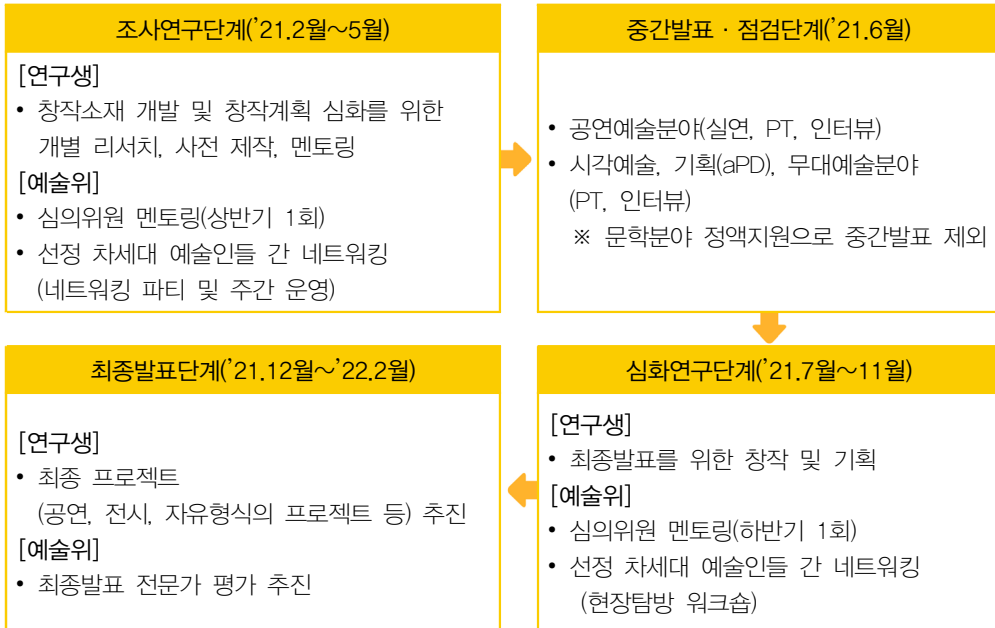 조사연구단계(’21.2월～5월)
[연구생]
• 창작소재 개발 및 창작계획 심화를 위한
개별 리서치, 사전 제작, 멘토링
[예술위]
• 심의위원 멘토링(상반기 1회)
• 선정 차세대 예술인들 간 네트워킹
(네트워킹 파티 및 주간 운영)
중간발표 · 점검단계(’21.6월)
• 공연예술분야(실연, PT, 인터뷰)
• 시각예술, 기획(aPD), 무대예술분야
(PT, 인터뷰)
※ 문학분야 정액지원으로 중간발표 제외
심화연구단계(’21.7월～11월)
[연구생]
• 최종발표를 위한 창작 및 기획
[예술위]
• 심의위원 멘토링(하반기 1회)
• 선정 차세대 예술인들 간 네트워킹
(현장탐방 워크숍)
최종발표단계(’21.12월～’22.2월)
[연구생]
• 최종 프로젝트
(공연, 전시, 자유형식의 프로젝트 등) 추진
[예술위]
• 최종발표 전문가 평가 추진